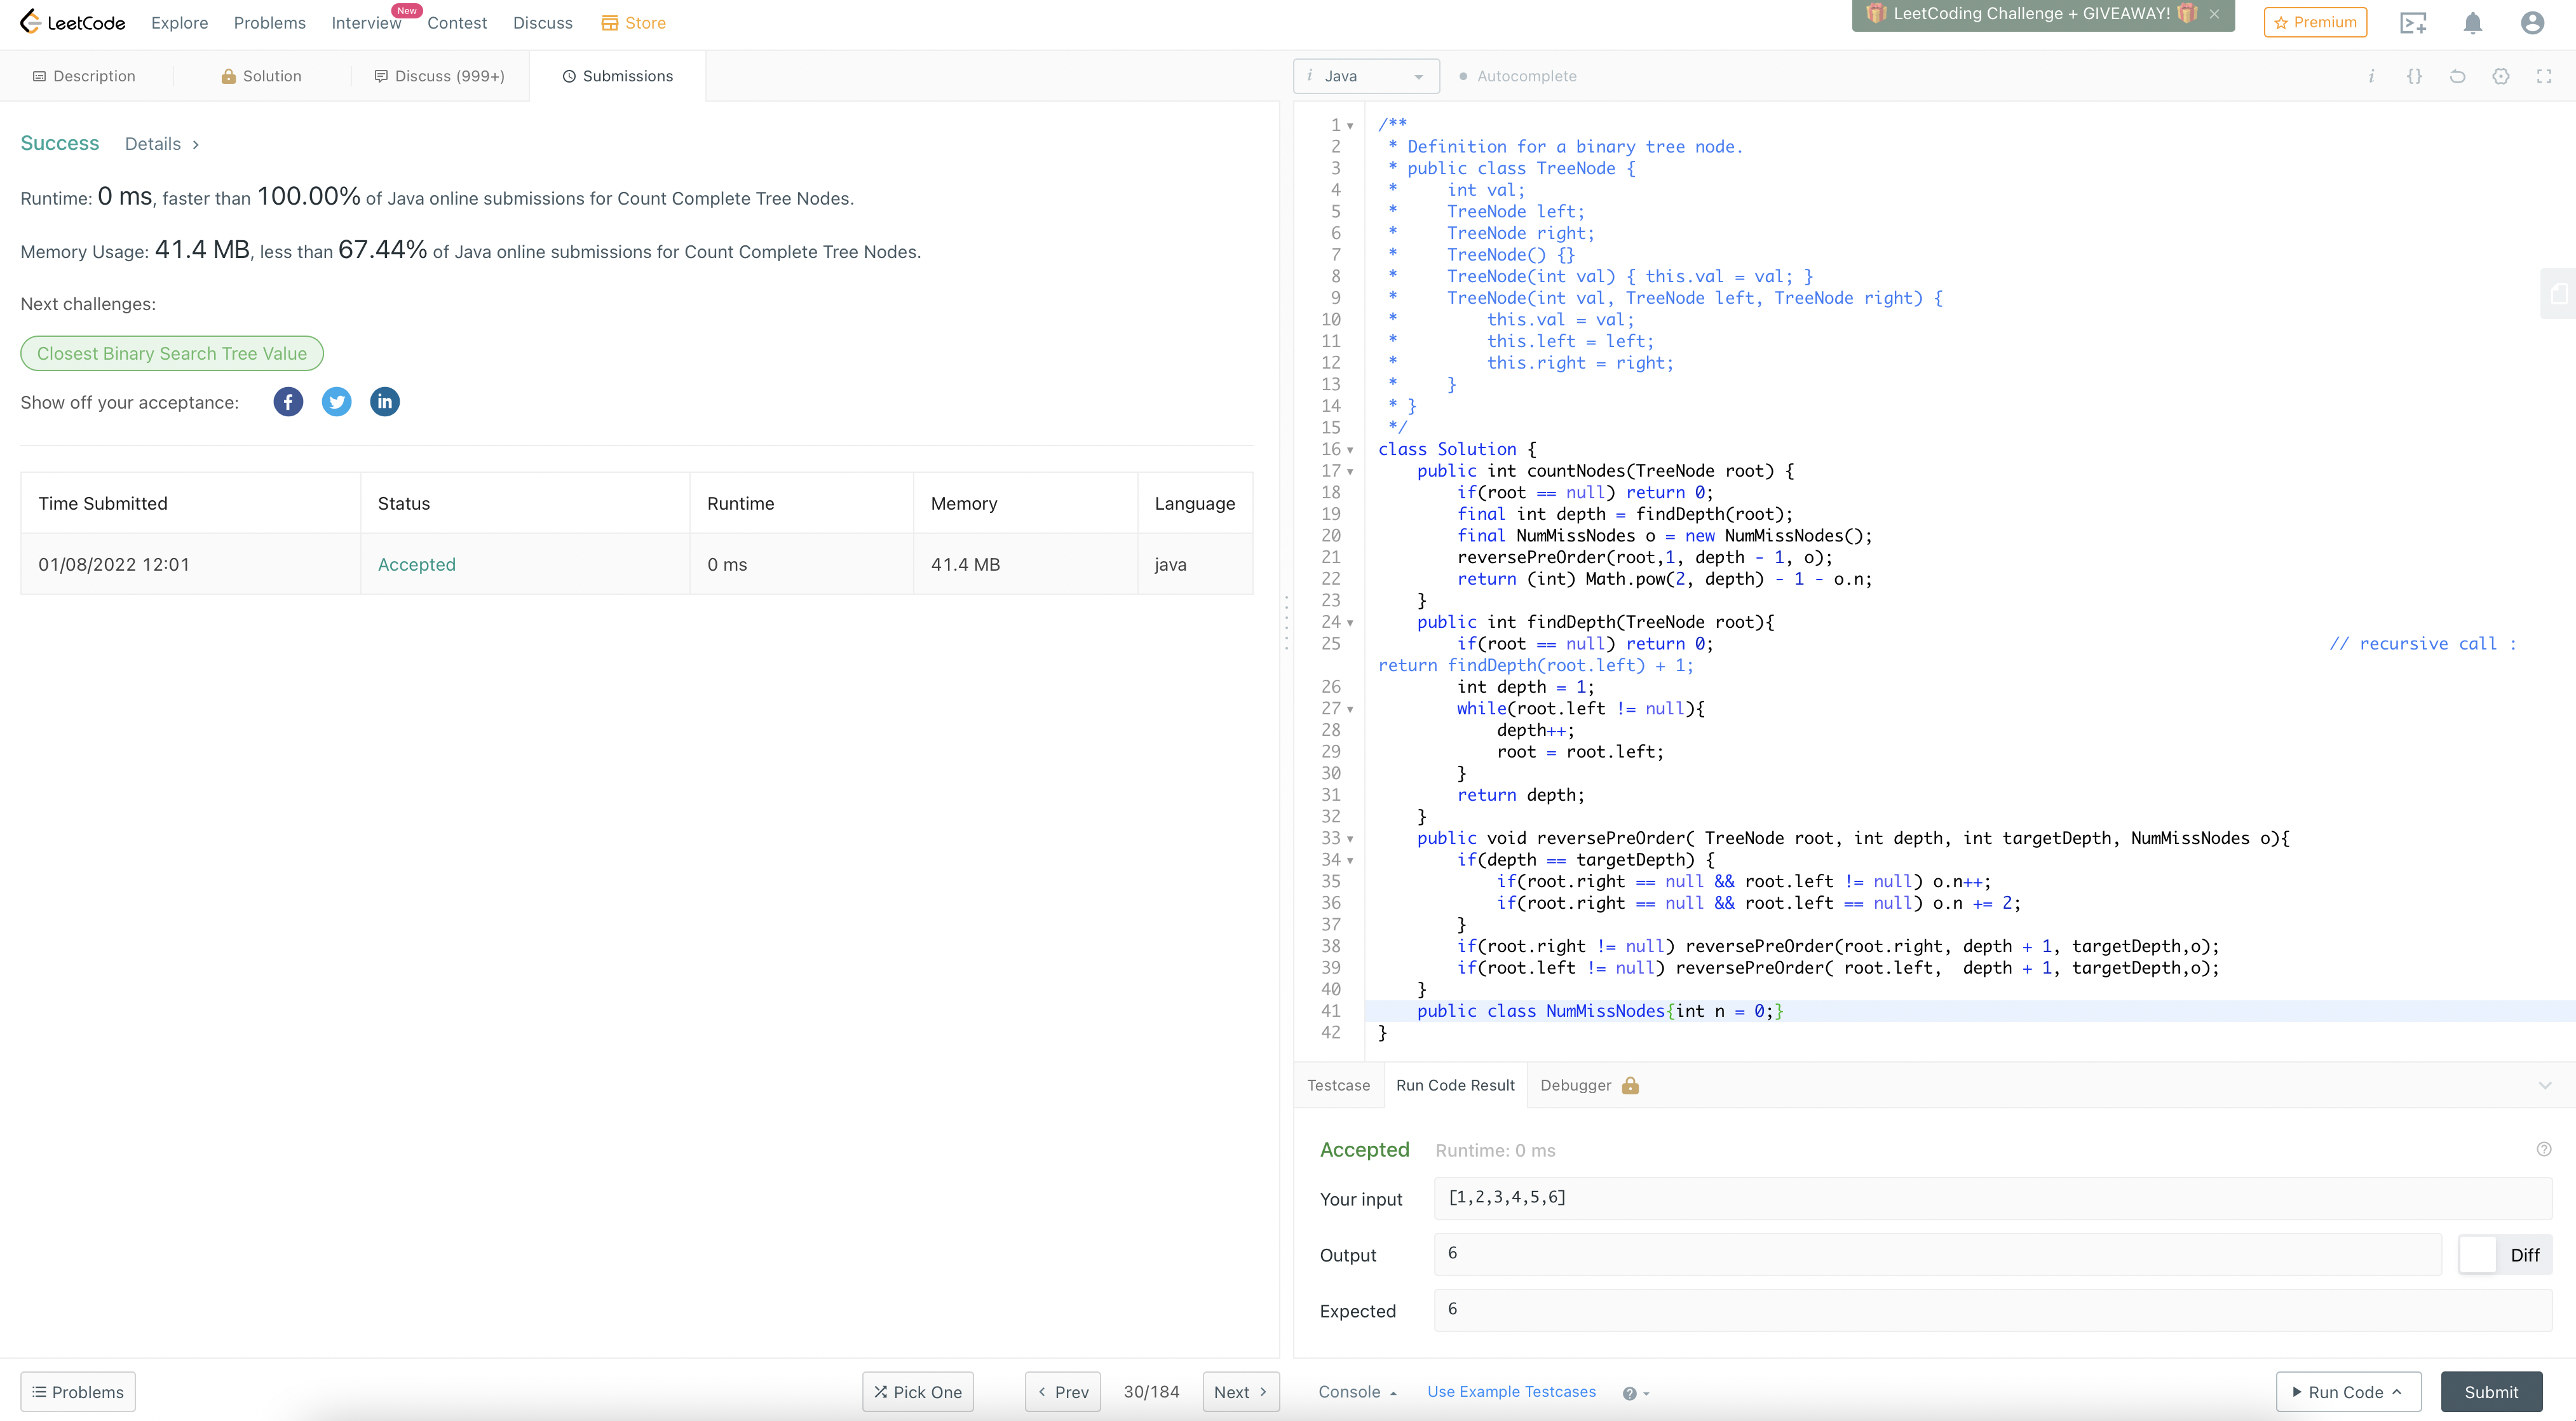 LeetCode Explore Problems Interview New Contest Discuss Store LeetCoding Challenge + GIVEAWAY! Premium
Description Solution Discuss (999+) Submissions
Success Details >
Runtime: 0 ms, faster than 100.00% of Java online submissions for Count Complete Tree Nodes.
Memory Usage: 41.4 MB, less than 67.44% of Java online submissions for Count Complete Tree Nodes.
Next challenges:
Closest Binary Search Tree Value
Show off your acceptance:
Time Submitted Status Runtime Memory Language
01/08/2022 12:01 Accepted 0 ms 41.4 MB java
Problems Pick One < Prev 30/184 Next >
i Java Autocomplete
1 /**
2  * Definition for a binary tree node.
3  * public class TreeNode {
4  *     int val;
5  *     TreeNode left;
6  *     TreeNode right;
7  *     TreeNode() {}
8  *     TreeNode(int val) { this.val = val; }
9  *     TreeNode(int val, TreeNode left, TreeNode right) {
10  *         this.val = val;
11  *         this.left = left;
12  *         this.right = right;
13  *     }
14  * }
15  */
16 class Solution {
17     public int countNodes(TreeNode root) {
18         if(root == null) return 0;
19         final int depth = findDepth(root);
20         final NumMissNodes o = new NumMissNodes();
21         reversePreOrder(root,1, depth - 1, o);
22         return (int) Math.pow(2, depth) - 1 - o.n;
23     }
24     public int findDepth(TreeNode root){
25         if(root == null) return 0; // recursive call :
return findDepth(root.left) + 1;
26         int depth = 1;
27         while(root.left != null){
28             depth++;
29             root = root.left;
30         }
31         return depth;
32     }
33     public void reversePreOrder( TreeNode root, int depth, int targetDepth, NumMissNodes o){
34         if(depth == targetDepth) {
35             if(root.right == null && root.left != null) o.n++;
36             if(root.right == null && root.left == null) o.n += 2;
37         }
38         if(root.right != null) reversePreOrder(root.right, depth + 1, targetDepth,o);
39         if(root.left != null) reversePreOrder( root.left,  depth + 1, targetDepth,o);
40     }
41     public class NumMissNodes{int n = 0;}
42 }
Testcase Run Code Result Debugger
Accepted Runtime: 0 ms
Your input [1,2,3,4,5,6]
Output 6 Diff
Expected 6
Console Use Example Testcases Run Code Submit